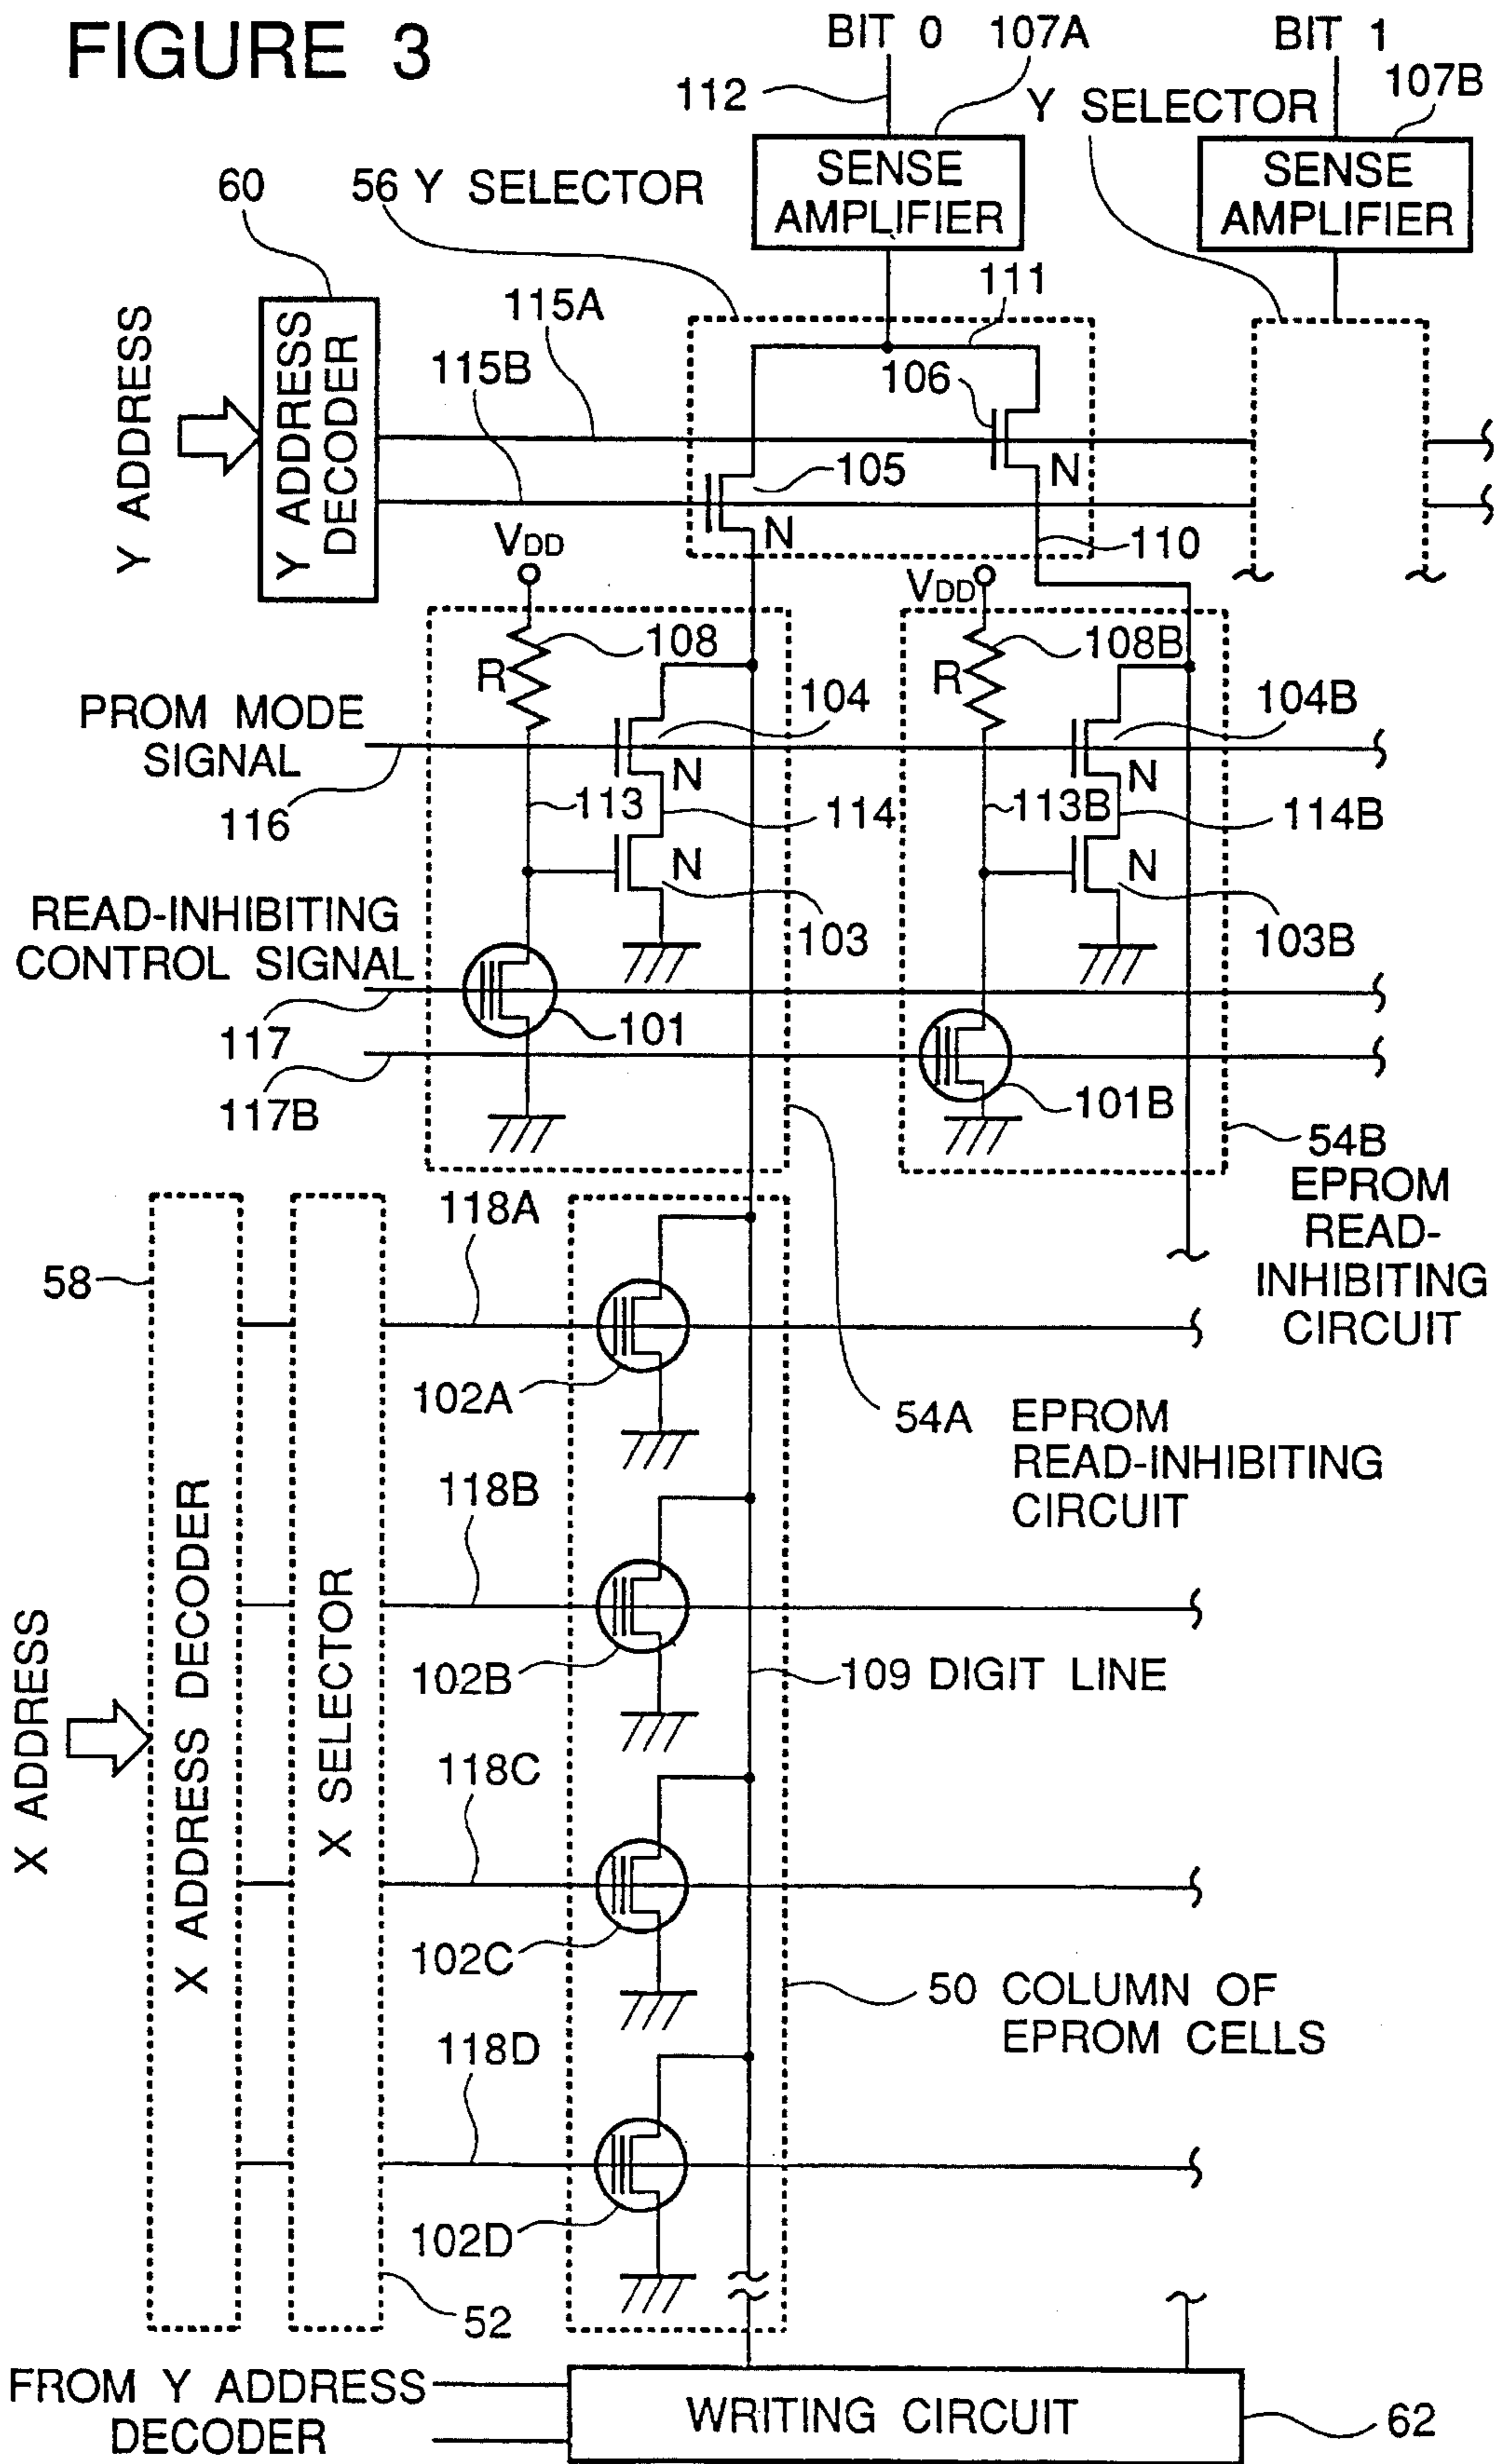 FIGURE 3
BIT 0 107A
BIT 1
112
107B
Y SELECTOR
SENSE
AMPLIFIER
SENSE
AMPLIFIER
60
56 Y SELECTOR
111
115A
115B
106
105
N
N
110
Y ADDRESS
Y ADDRESS
DECODER
VDD
VDD
108
108B
R
R
PROM MODE
SIGNAL
116
104
104B
N
N
113
114
113B
114B
N
N
103
103B
READ-INHIBITING
CONTROL SIGNAL
117
101
117B
101B
54B
EPROM
READ-
INHIBITING
CIRCUIT
58
118A
102A
54A EPROM
READ-INHIBITING
CIRCUIT
118B
102B
109 DIGIT LINE
X ADDRESS
X ADDRESS DECODER
X SELECTOR
118C
102C
50 COLUMN OF
EPROM CELLS
118D
102D
52
FROM Y ADDRESS
DECODER
WRITING CIRCUIT
62